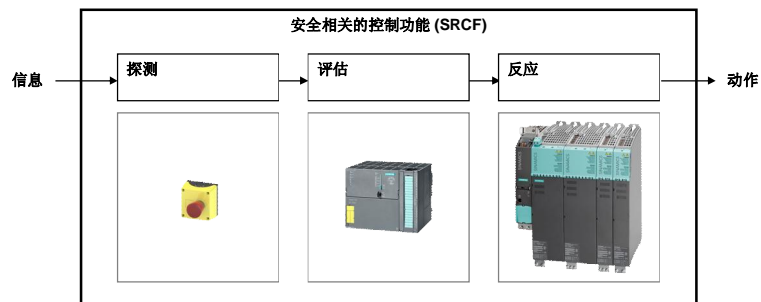 安全相关的控制功能 (SRCF)
信息
探测
评估
反应
动作